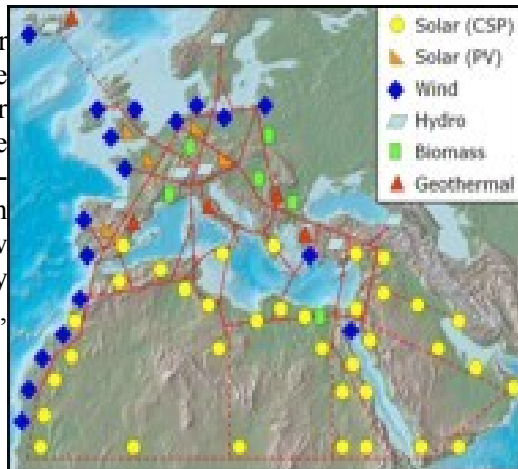 Solar (CSP)
Solar (PV)
Wind
Hydro
Biomass
Geothermal